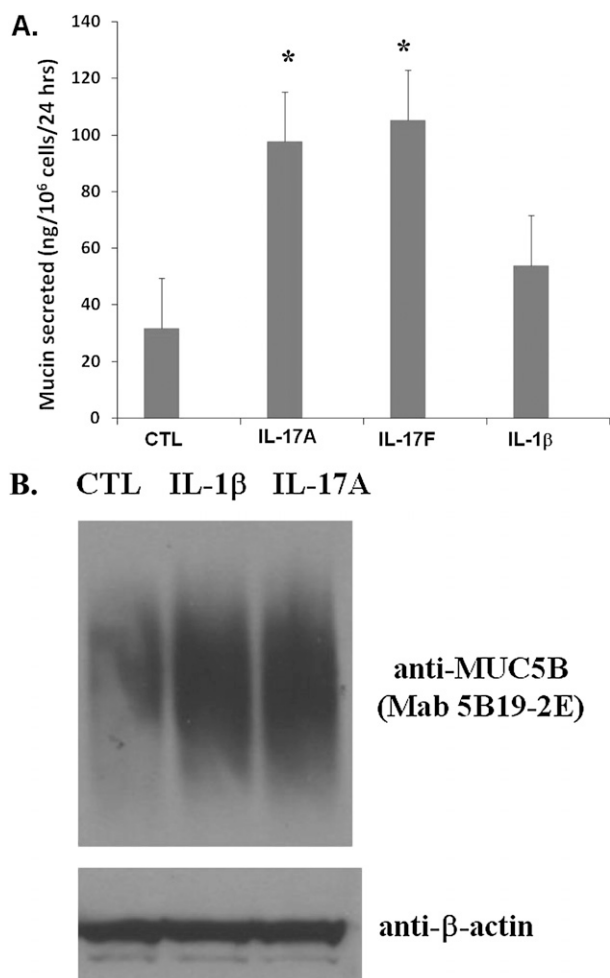 A.
140
120
100
80
60
40
20
0
Mucin secreted (ng/10⁶ cells/24 hrs)
* *
CTL IL-17A IL-17F IL-1β
B. CTL IL-1β IL-17A
anti-MUC5B
(Mab 5B19-2E)
anti-β-actin